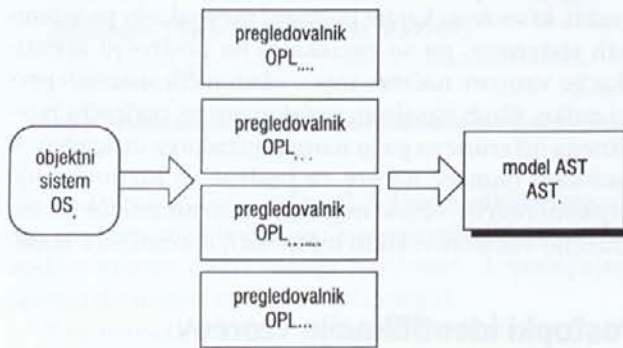 pregledovalnik
OPL
pregledovalnik
OPL
objektni
sistem
OS
model AST
AST
pregledovalnik
OPL
pregledovalnik
OPL